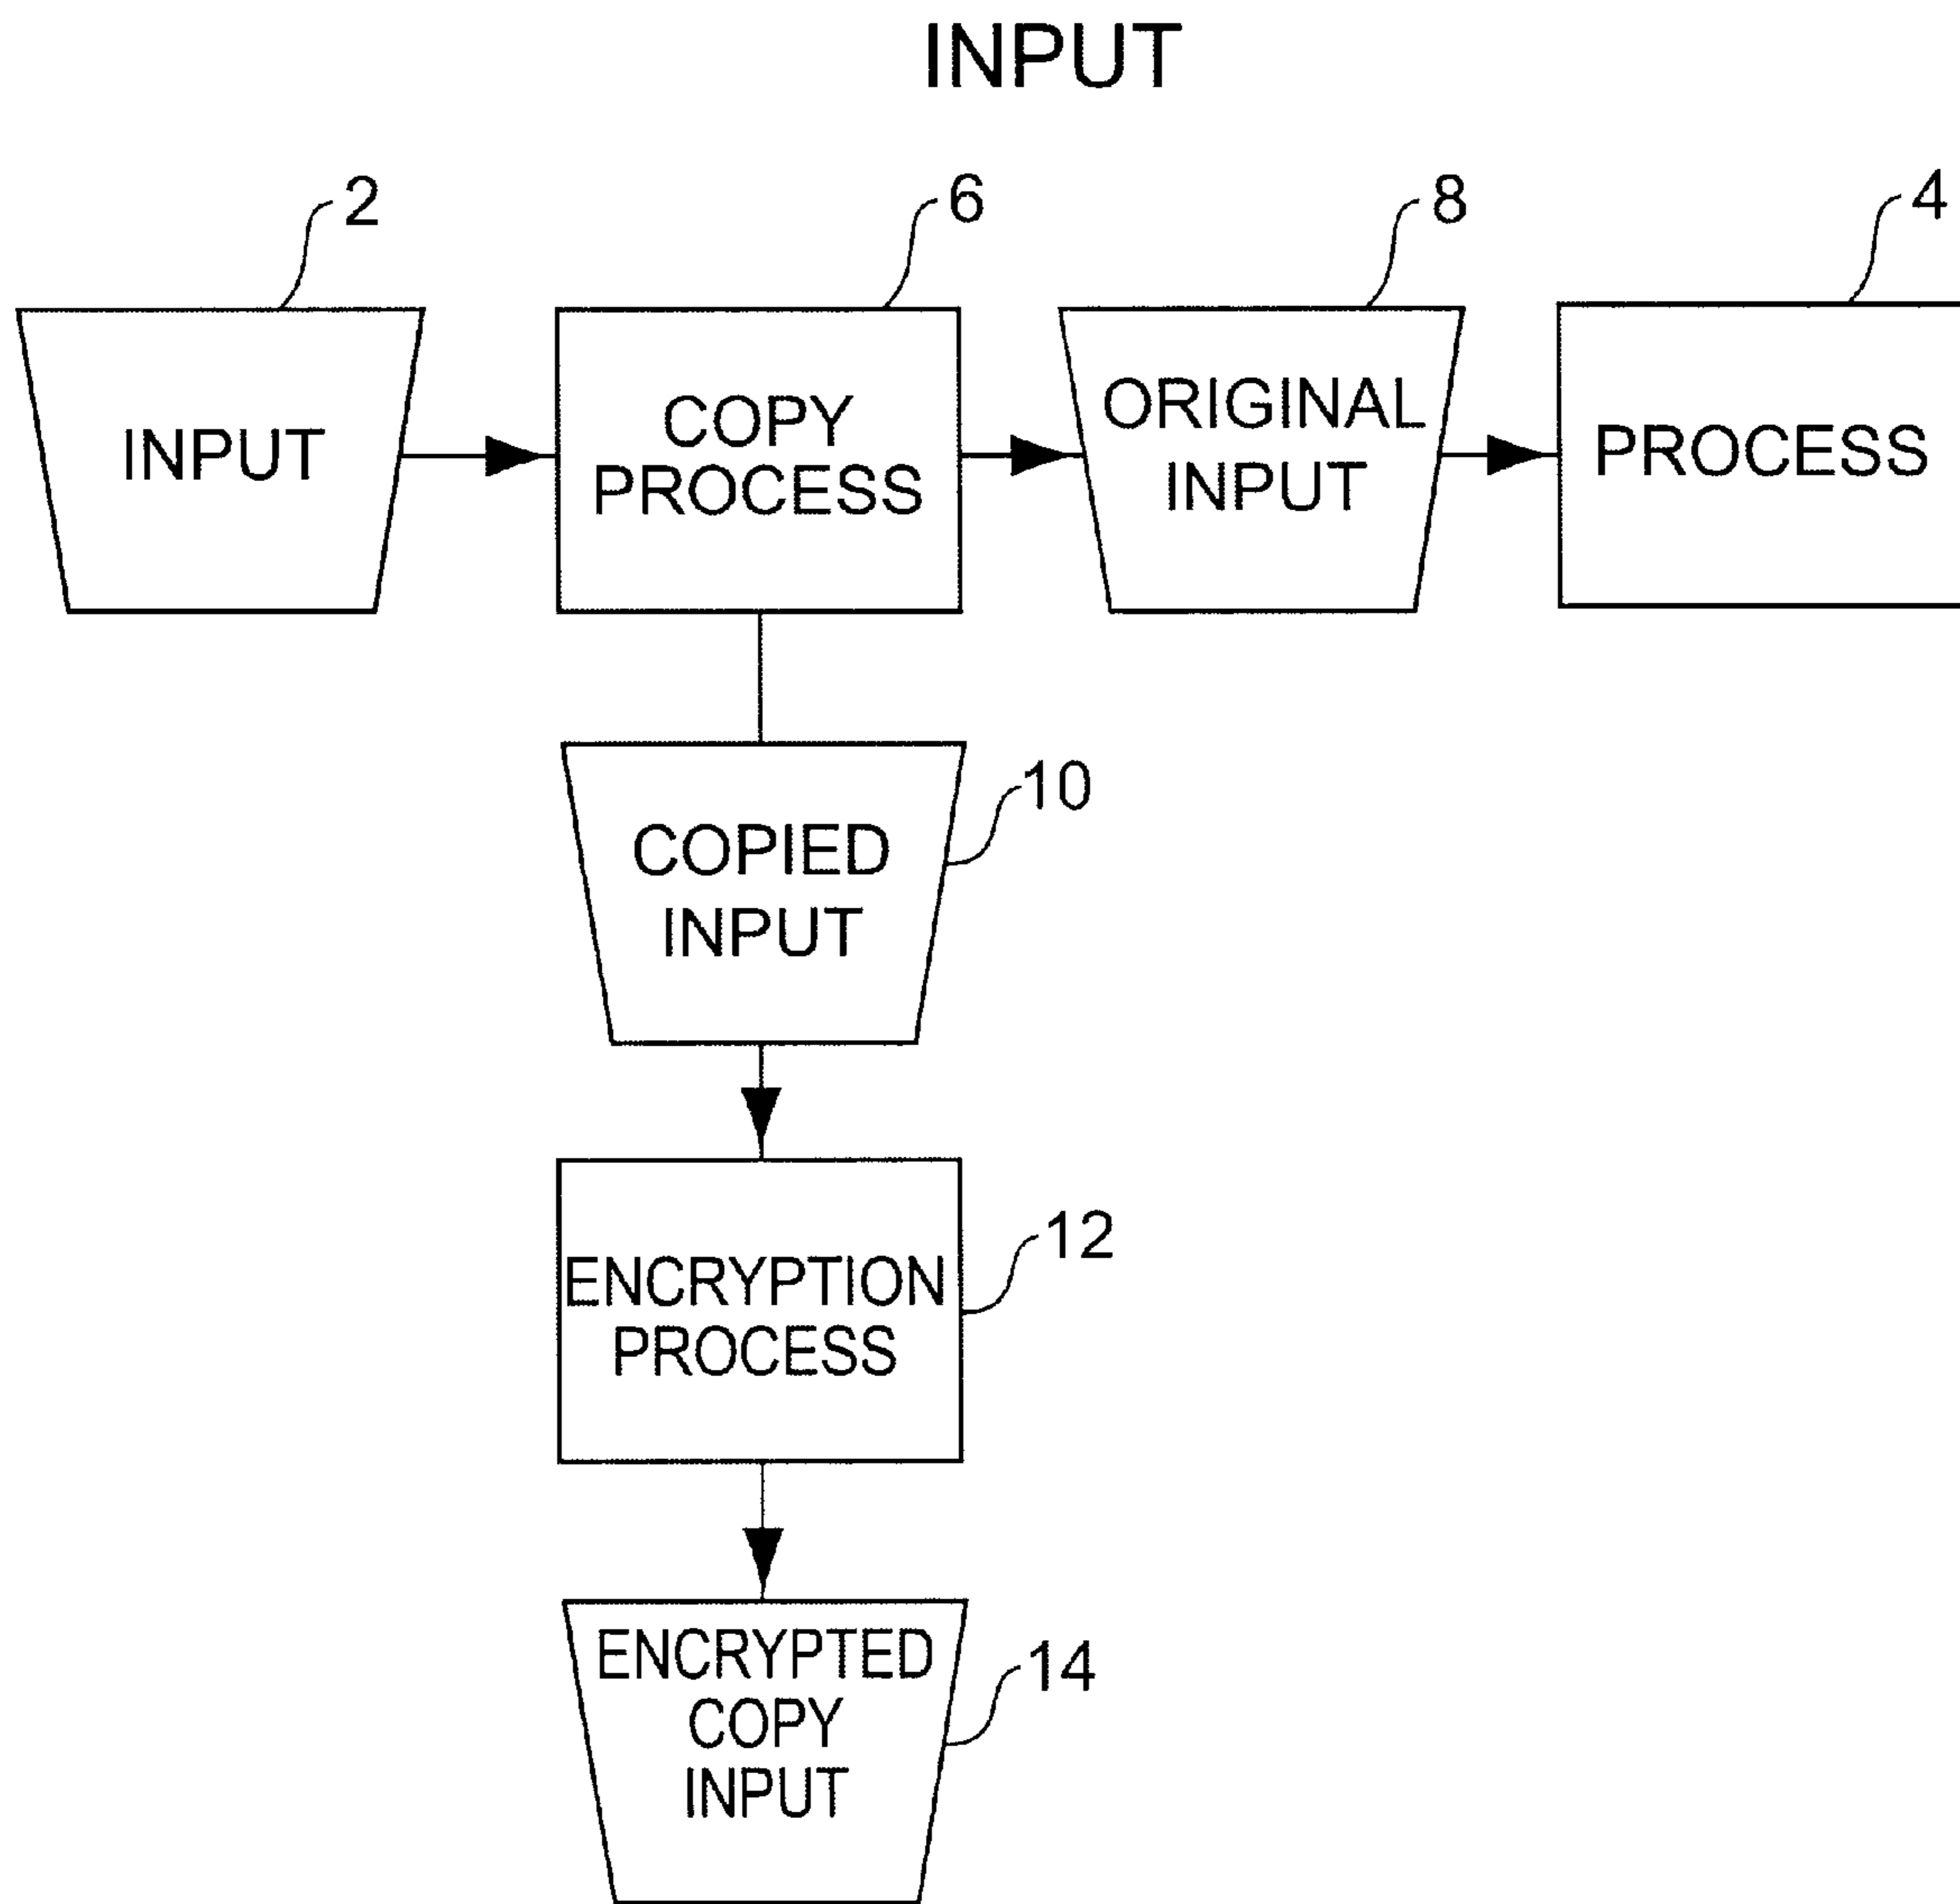 INPUT
2
6
8
4
INPUT
COPY
PROCESS
ORIGINAL
INPUT
PROCESS
10
COPIED
INPUT
12
ENCRYPTION
PROCESS
14
ENCRYPTED
COPY
INPUT